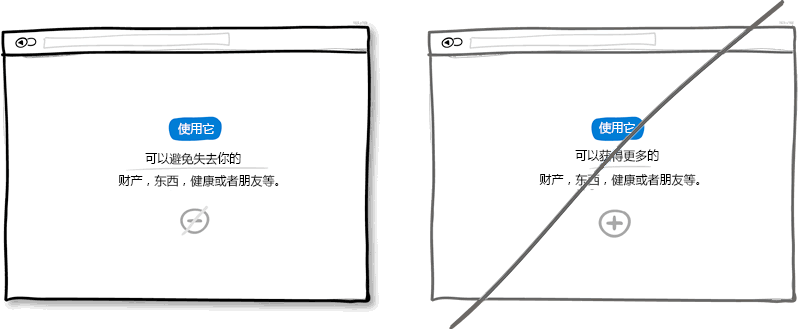 使用它
可以避免失去你的
财产，东西，健康或者朋友等。
使用它
可以获得更多的
财产，东西，健康或者朋友等。